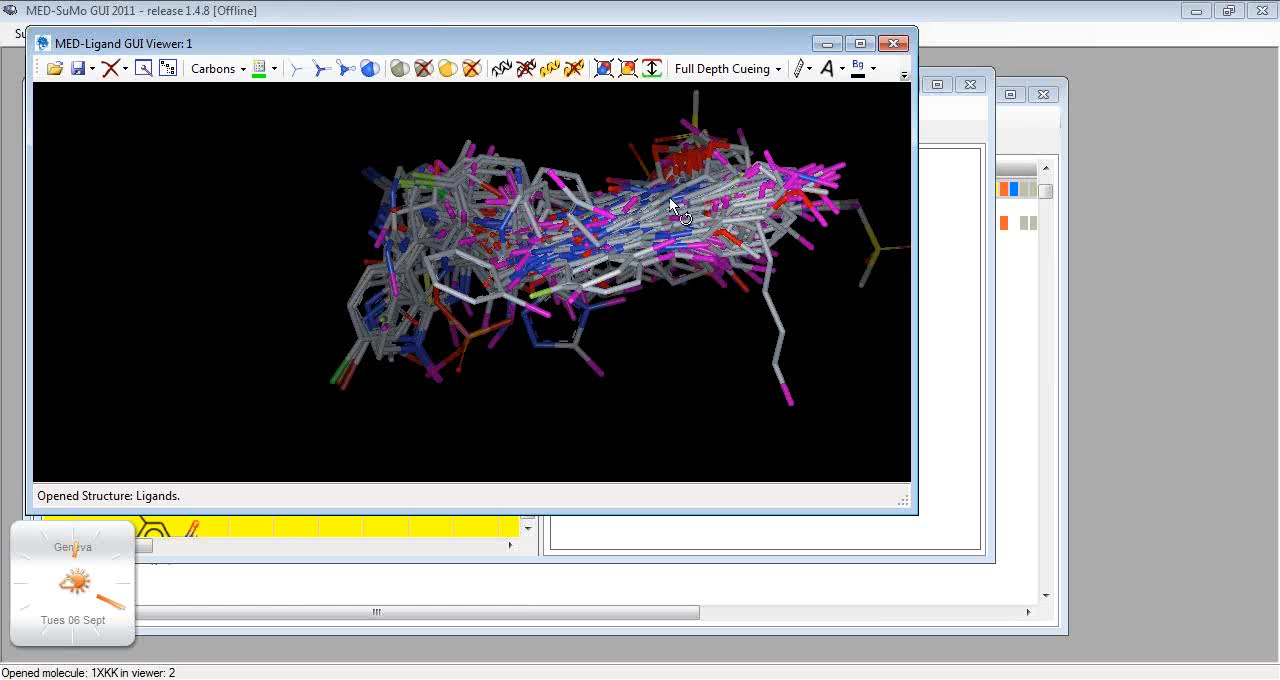 MED-SuMo GUI 2011 - release 1.4.8 [Offline]
Su
MED-Ligand GUI Viewer: 1
Carbons
Full Depth Cueing
A
Bg
Opened Structure: Ligands.
Geneva
Tues 06 Sept
Opened molecule: 1XKK in viewer: 2